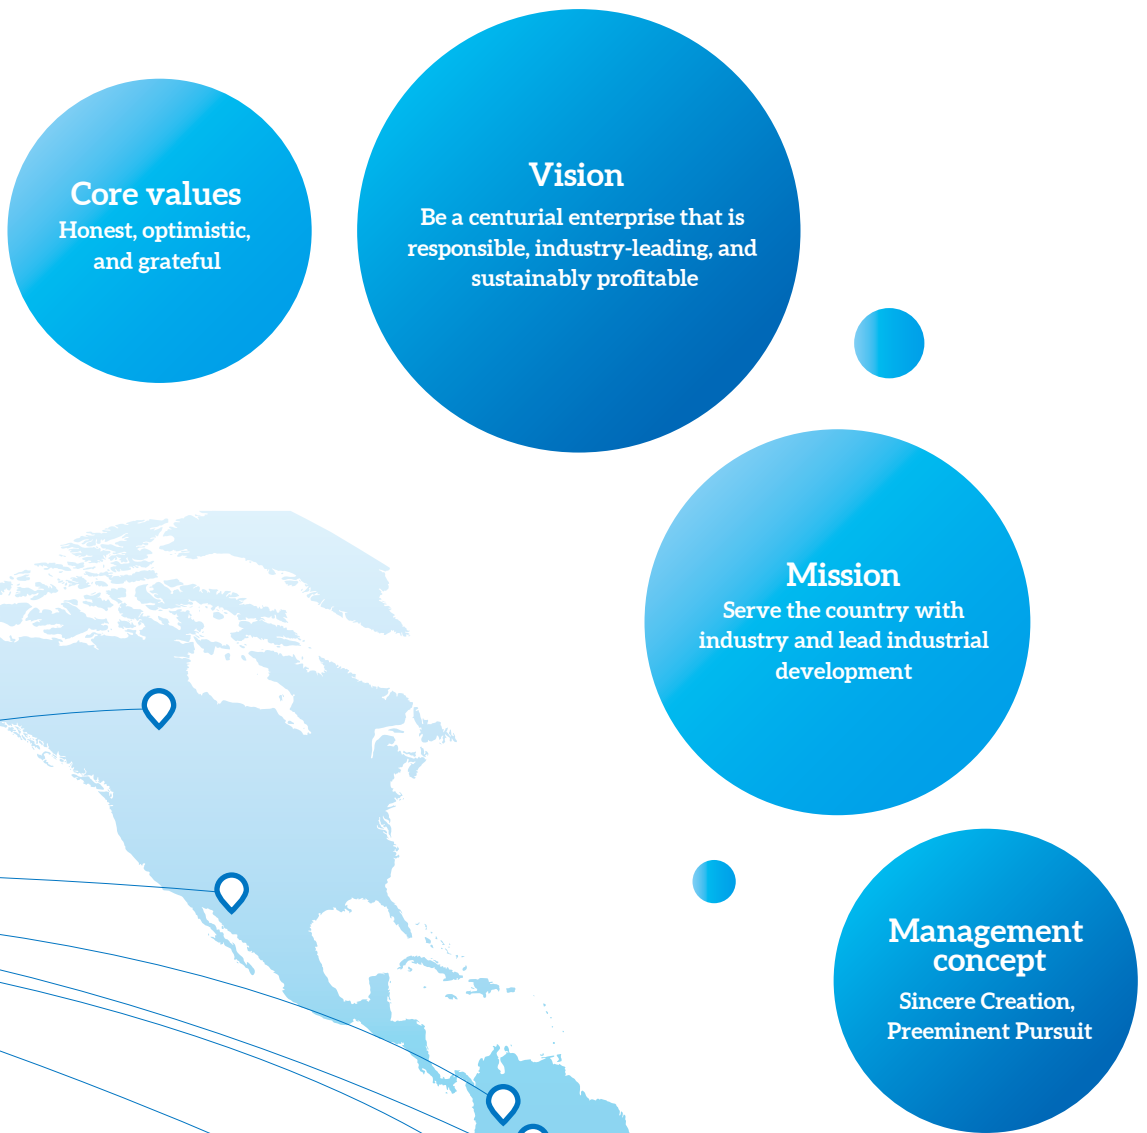 Core values
Honest, optimistic,
and grateful
Vision
Be a centurial enterprise that is
responsible, industry-leading, and
sustainably profitable
Mission
Serve the country with
industry and lead industrial
development
Management
concept
Sincere Creation,
Preeminent Pursuit